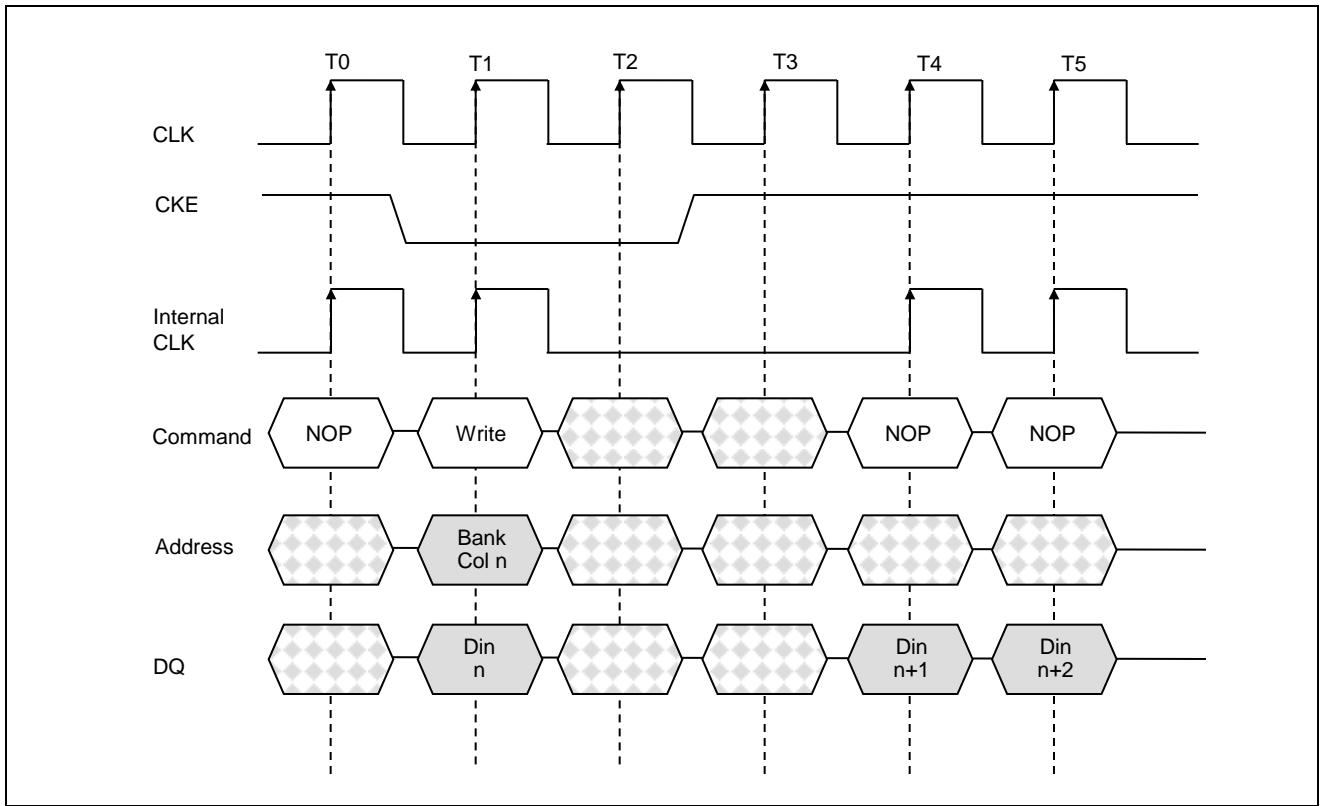 T0 T1 T2 T3 T4 T5
CLK
CKE
Internal
CLK
Command NOP Write NOP NOP
Address Bank
Col n
DQ Din
n Din
n+1 Din
n+2